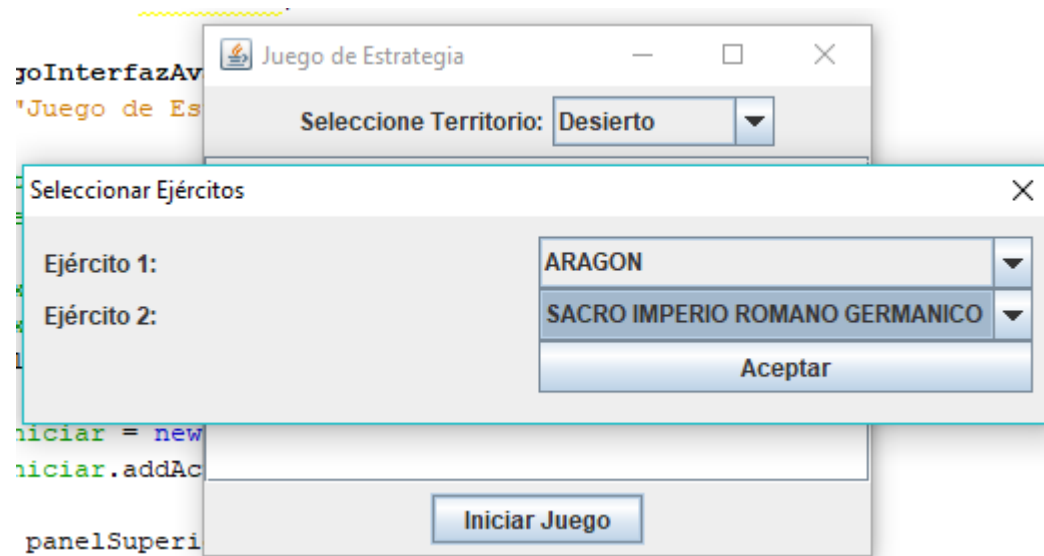 goInterfazAv
"Juego de Es
Juego de Estrategia
Seleccione Territorio: Desierto
Seleccionar Ejércitos
Ejército 1: ARAGON
Ejército 2: SACRO IMPERIO ROMANO GERMANICO
Aceptar
niciar = new
niciar.addAc
Iniciar Juego
panelSuperi